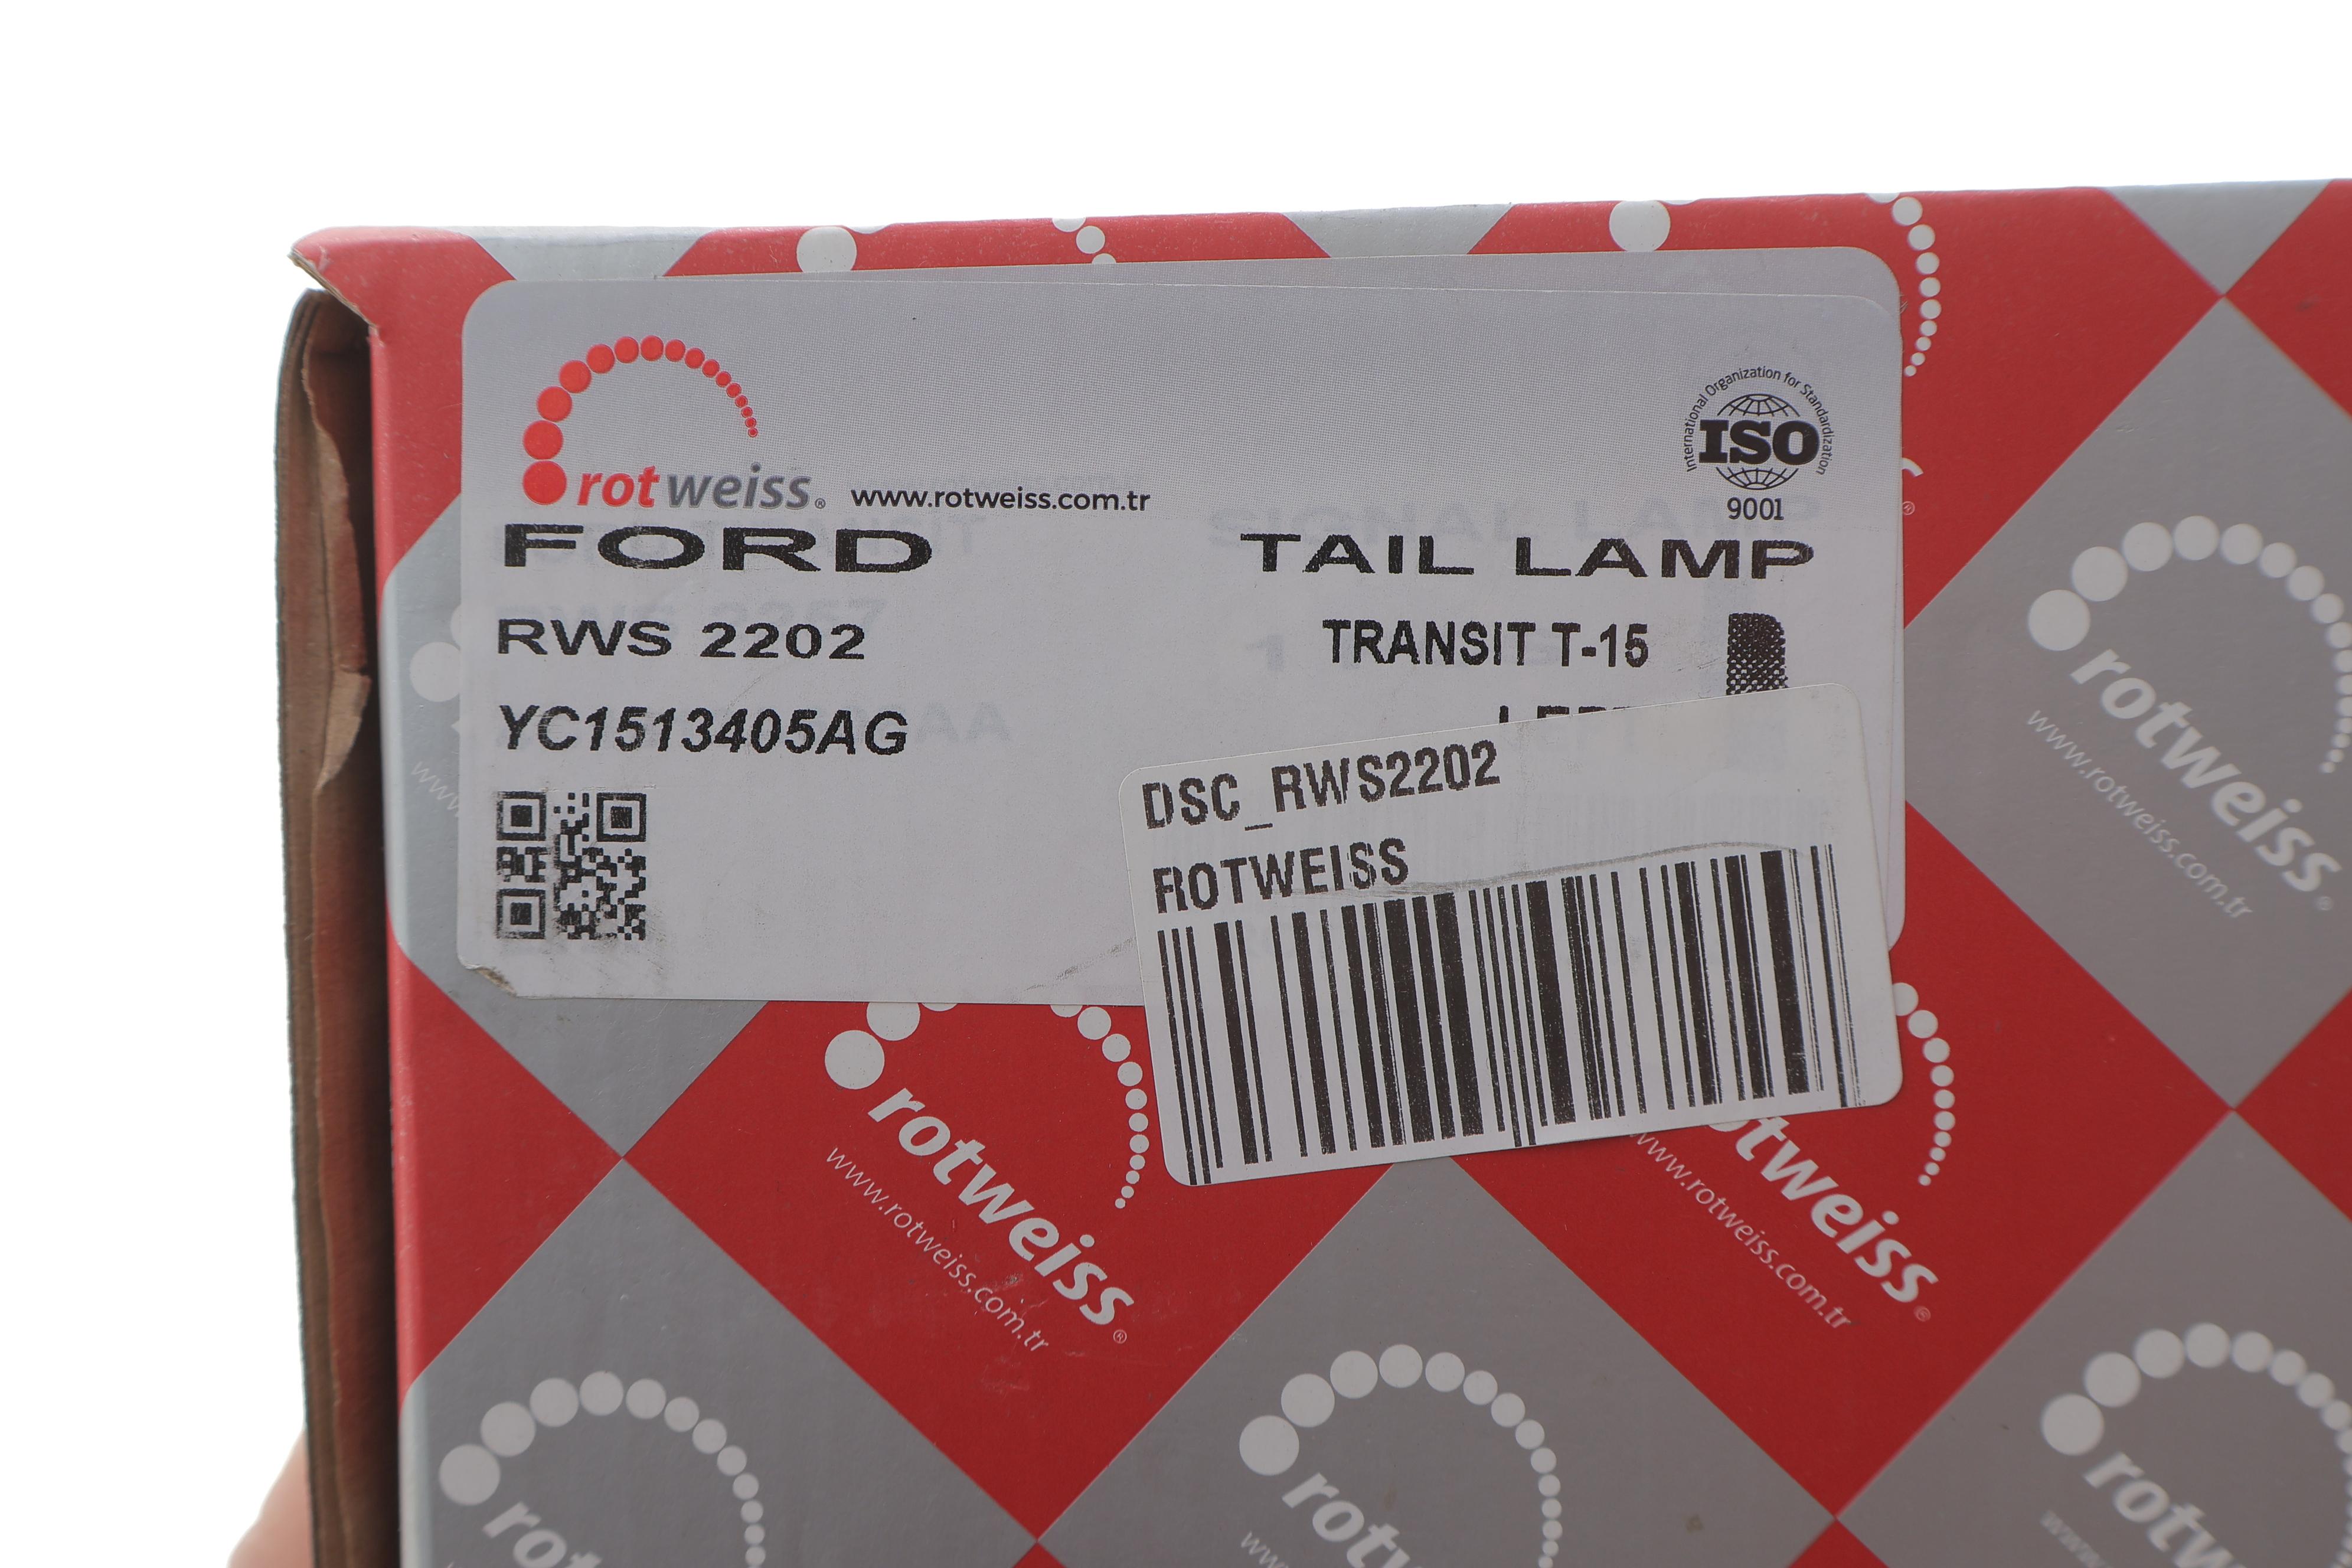 rotweiss® www.rotweiss.com.tr
International Organization for Standardization
ISO
9001
FORD TAIL LAMP
RWS 2202 TRANSIT T-15
YC1513405AG
DSC_RWS2202
ROTWEISS
rotweiss®
www.rotweiss.com.tr
rotweiss®
www.rotweiss.com.tr
rotweiss®
www.rotweiss.com.tr